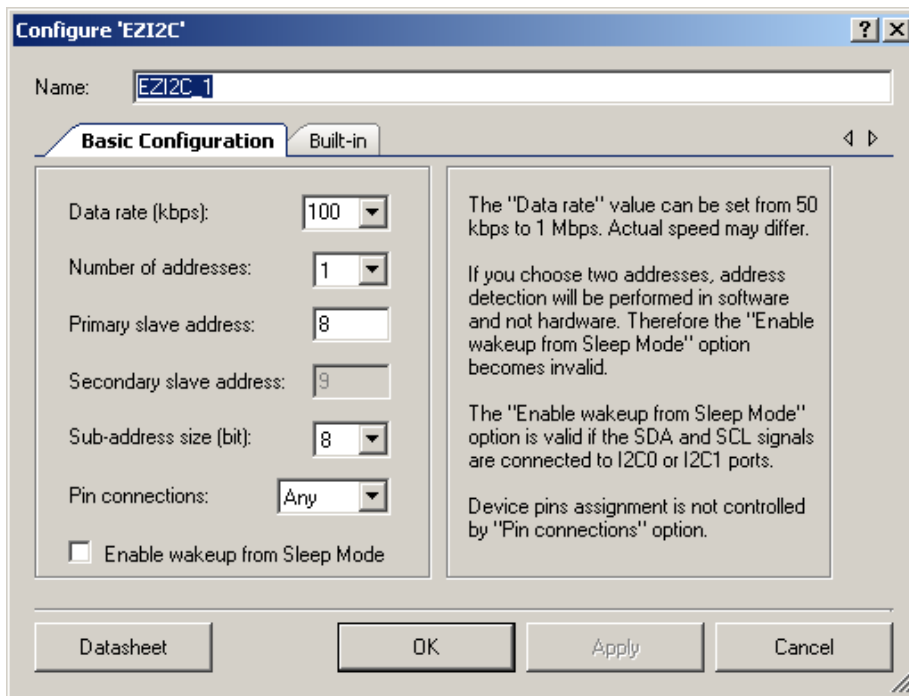 Configure 'EZI2C'
Name: EZI2C_1
Basic Configuration Built-in
Data rate (kbps): 100
Number of addresses: 1
Primary slave address: 8
Secondary slave address: 9
Sub-address size (bit): 8
Pin connections: Any
Enable wakeup from Sleep Mode
The "Data rate" value can be set from 50
kbps to 1 Mbps. Actual speed may differ.
If you choose two addresses, address
detection will be performed in software
and not hardware. Therefore the "Enable
wakeup from Sleep Mode" option
becomes invalid.
The "Enable wakeup from Sleep Mode"
option is valid if the SDA and SCL signals
are connected to I2C0 or I2C1 ports.
Device pins assignment is not controlled
by "Pin connections" option.
Datasheet OK Apply Cancel